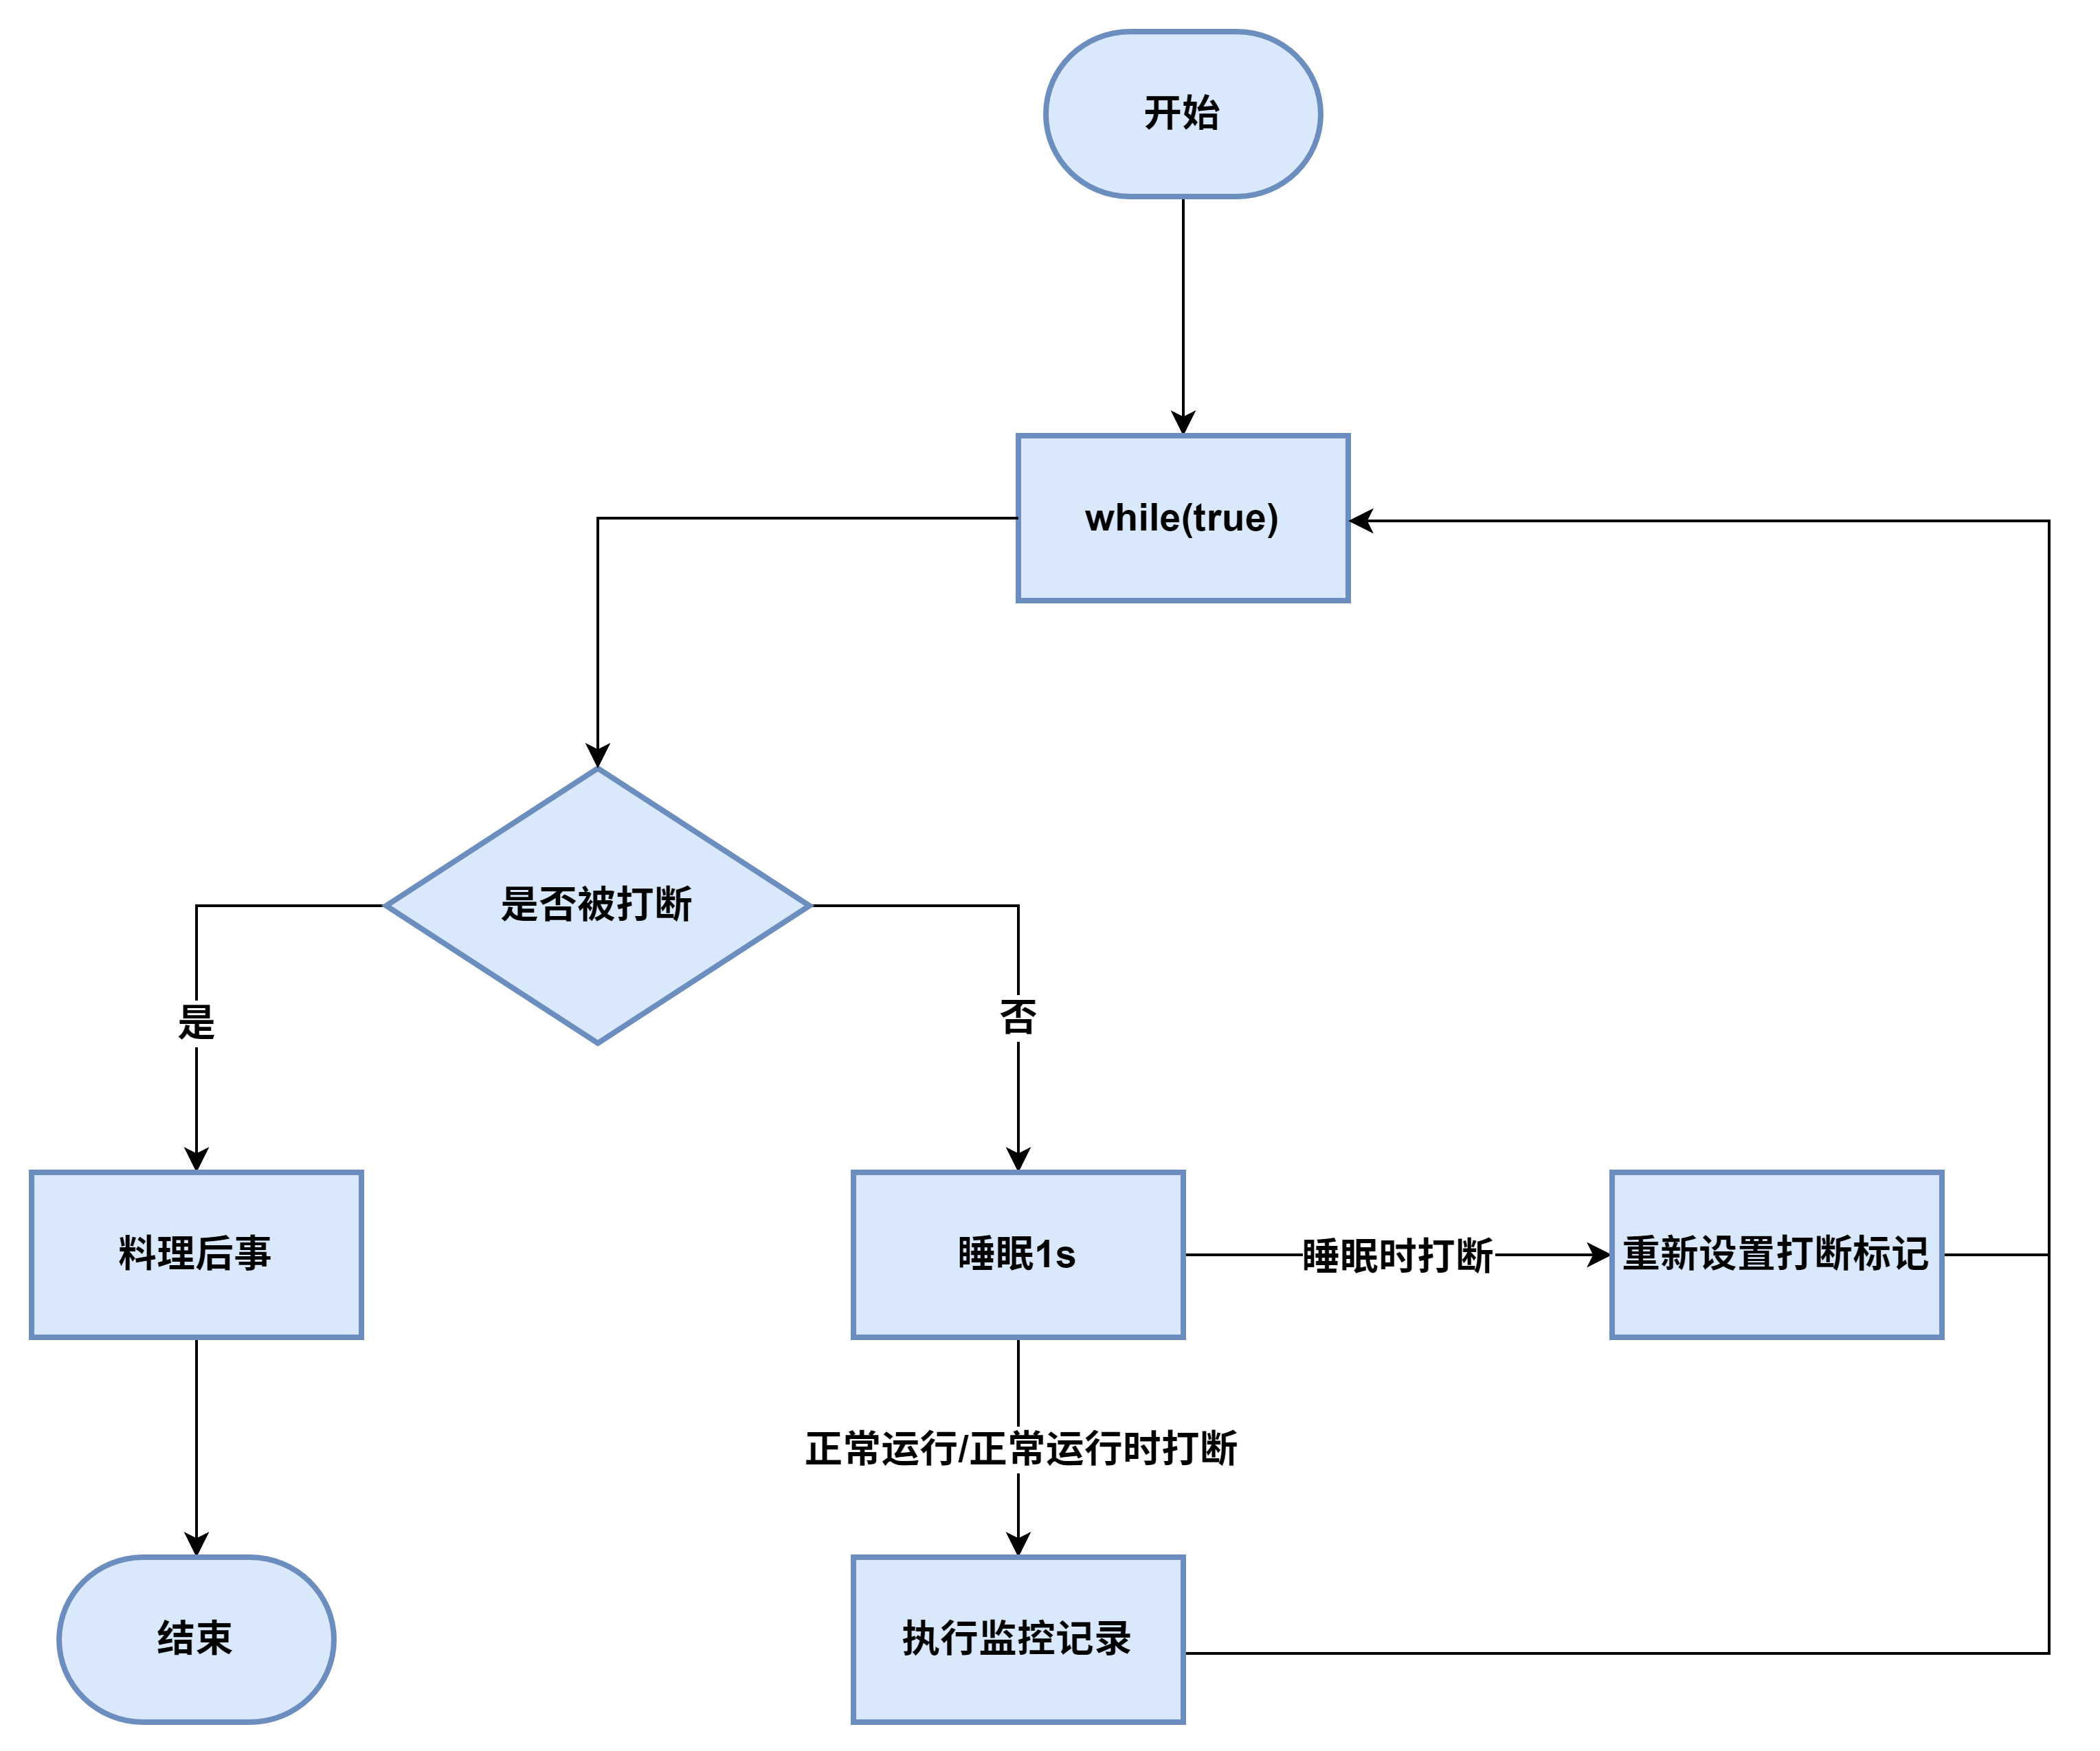 开始
while(true)
是否被打断
是
否
料理后事
睡眠1s
睡眠时打断
重新设置打断标记
正常运行/正常运行时打断
结束
执行监控记录